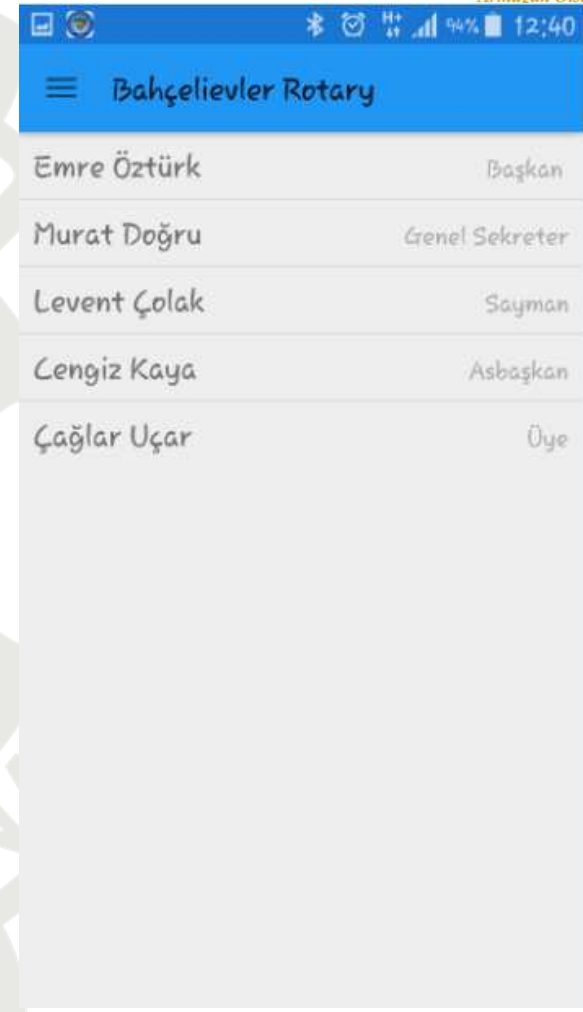 94% 12:40
Bahçelievler Rotary
Emre Öztürk Başkan
Murat Doğru Genel Sekreter
Levent Çolak Sayman
Cengiz Kaya Asbaşkan
Çağlar Uçar Üye